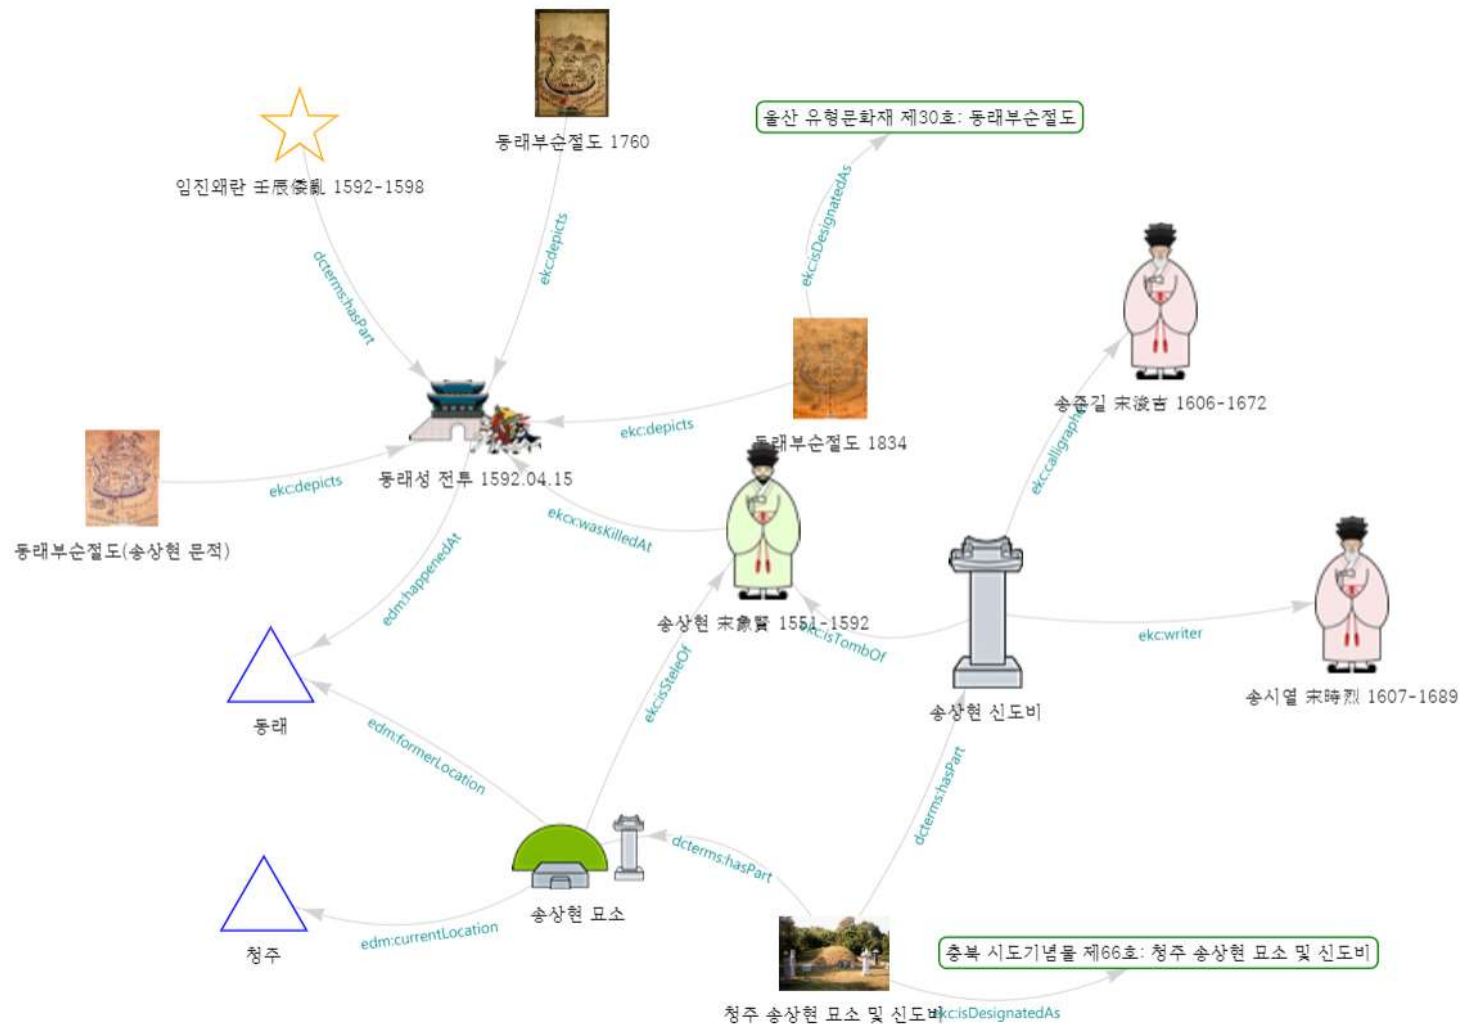 동래부순절도 1760
울산 유형문화재 제30호: 동래부순절도
임진왜란 壬辰倭亂 1592-1598
ekc:isDesignatedAs
ekc:depicts
dcterms:hasPart
송준길 宋浚吉 1606-1672
ekc:depicts
동래부순절도 1834
ekc:calligraphe
동래성 전투 1592.04.15
ekc:depicts
ekcx:wasKilledAt
동래부순절도(송상현 문적)
edm:happenedAt
송상현 宋象賢 1551-1592
ekc:isTombOf
ekc:writer
ekc:isSteleOf
송시열 宋時烈 1607-1689
송상현 신도비
동래
edm:formerLocation
dcterms:hasPart
dcterms:hasPart
송상현 묘소
edm:currentLocation
청주
충북 시도기념물 제66호: 청주 송상현 묘소 및 신도비
청주 송상현 묘소 및 신도비
ekc:isDesignatedAs